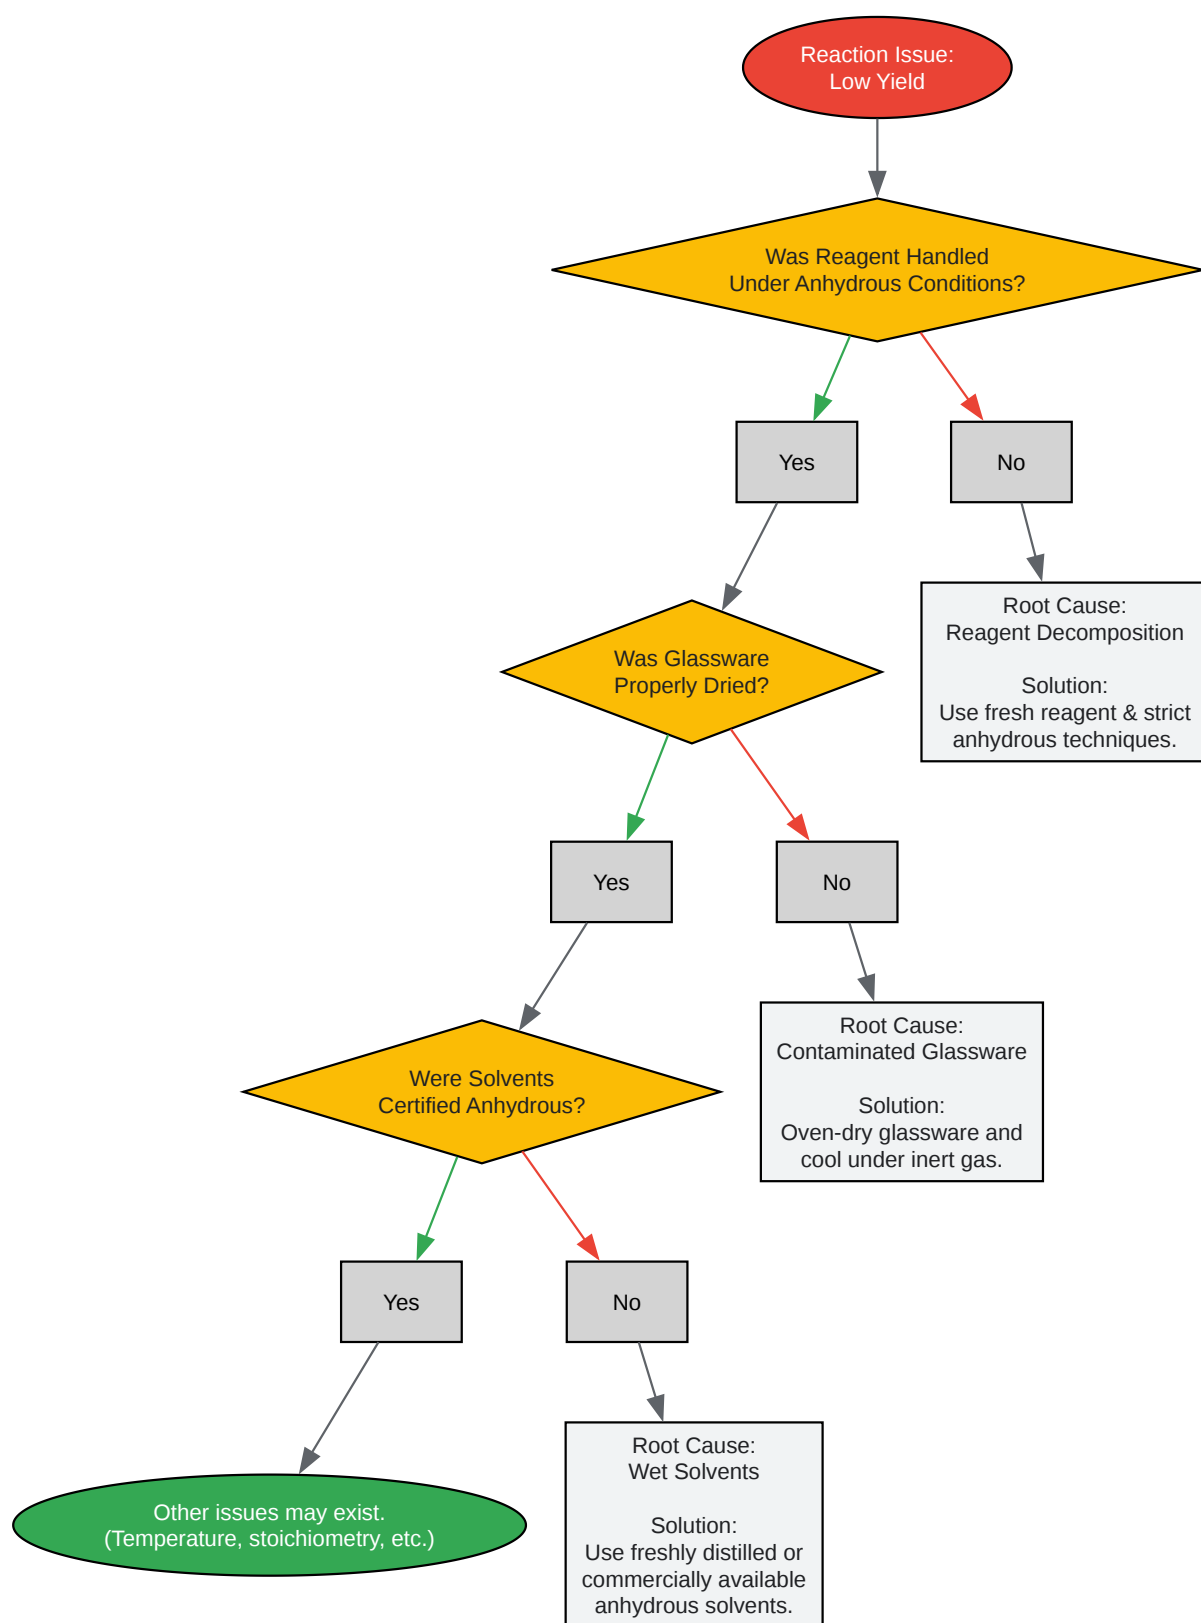 Reaction Issue:
Low Yield
Was Reagent Handled
Under Anhydrous Conditions?
Yes
No
Root Cause:
Reagent Decomposition
Solution:
Use fresh reagent & strict
anhydrous techniques.
Was Glassware
Properly Dried?
Yes
No
Root Cause:
Contaminated Glassware
Solution:
Oven-dry glassware and
cool under inert gas.
Were Solvents
Certified Anhydrous?
Yes
No
Root Cause:
Wet Solvents
Solution:
Use freshly distilled or
commercially available
anhydrous solvents.
Other issues may exist.
(Temperature, stoichiometry, etc.)